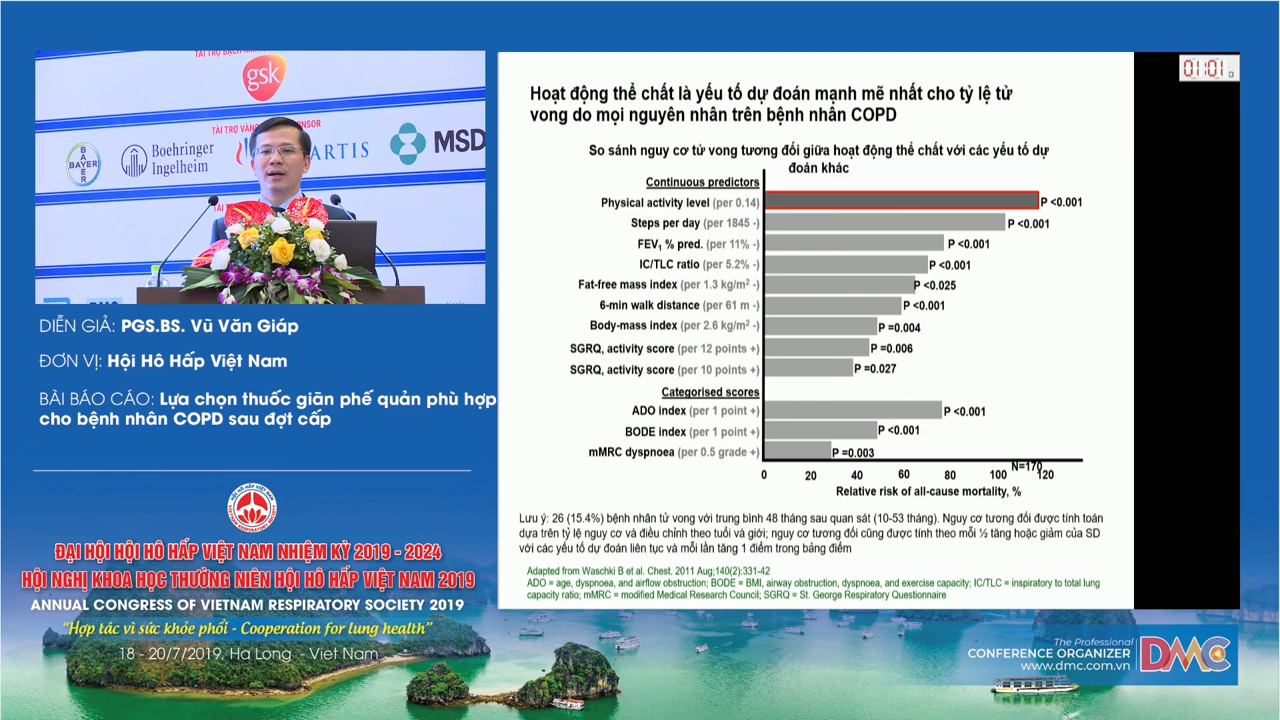 TÀI TRỢ BẠCH KIM
gsk
TÀI TRỢ VÀNG
BAYER
BAYER
Boehringer
Ingelheim
ARTIS
MSD
DIỄN GIẢ: PGS.BS. Vũ Văn Giáp
ĐƠN VỊ: Hội Hô Hấp Việt Nam
BÀI BÁO CÁO: Lựa chọn thuốc giãn phế quản phù hợp
cho bệnh nhân COPD sau đợt cấp
HỘI HÔ HẤP VIỆT NAM
VIETNAM RESPIRATORY SOCIETY
ĐẠI HỘI HỘI HÔ HẤP VIỆT NAM NHIỆM KỲ 2019 - 2024
HỘI NGHỊ KHOA HỌC THƯỜNG NIÊN HỘI HÔ HẤP VIỆT NAM 2019
ANNUAL CONGRESS OF VIETNAM RESPIRATORY SOCIETY 2019
“Hợp tác vì sức khỏe phổi - Cooperation for lung health”
18 - 20/7/2019, Ha Long - Viet Nam
01:01
Hoạt động thể chất là yếu tố dự đoán mạnh mẽ nhất cho tỷ lệ tử
vong do mọi nguyên nhân trên bệnh nhân COPD
So sánh nguy cơ tử vong tương đối giữa hoạt động thể chất với các yếu tố dự
đoán khác
Continuous predictors
Physical activity level (per 0.14) P <0.001
Steps per day (per 1845 -) P <0.001
FEV₁ % pred. (per 11% -) P <0.001
IC/TLC ratio (per 5.2% -) P <0.001
Fat-free mass index (per 1.3 kg/m² -) P <0.025
6-min walk distance (per 61 m -) P <0.001
Body-mass index (per 2.6 kg/m² -) P =0.004
SGRQ, activity score (per 12 points +) P =0.006
SGRQ, activity score (per 10 points +) P =0.027
Categorised scores
ADO index (per 1 point +) P <0.001
BODE index (per 1 point +) P <0.001
mMRC dyspnoea (per 0.5 grade +) P =0.003
N=170
0 20 40 60 80 100 120
Relative risk of all-cause mortality, %
Lưu ý: 26 (15.4%) bệnh nhân tử vong với trung bình 48 tháng sau quan sát (10-53 tháng). Nguy cơ tương đối được tính toán
dựa trên tỷ lệ nguy cơ và điều chỉnh theo tuổi và giới; nguy cơ tương đối cũng được tính theo mỗi ½ tăng hoặc giảm của SD
với các yếu tố dự đoán liên tục và mỗi lần tăng 1 điểm trong bảng điểm
Adapted from Waschki B et al. Chest. 2011 Aug;140(2):331-42
ADO = age, dyspnoea, and airflow obstruction; BODE = BMI, airway obstruction, dyspnoea, and exercise capacity; IC/TLC = inspiratory to total lung
capacity ratio; mMRC = modified Medical Research Council; SGRQ = St. George Respiratory Questionnaire
The Professional
CONFERENCE ORGANIZER
www.dmc.com.vn
DMC